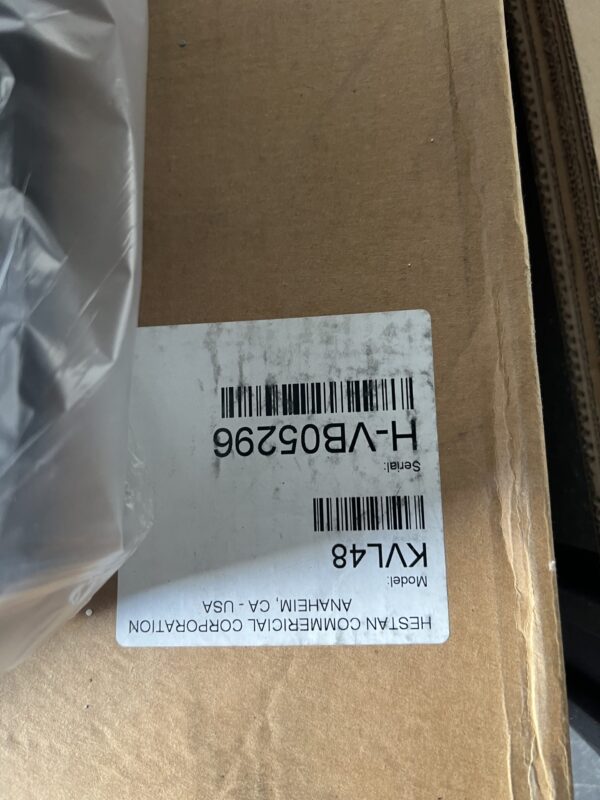 HESTAN COMMERICIAL CORPORATION
ANAHEIM, CA - USA
Model:
KVL48
Serial:
H-VB05296